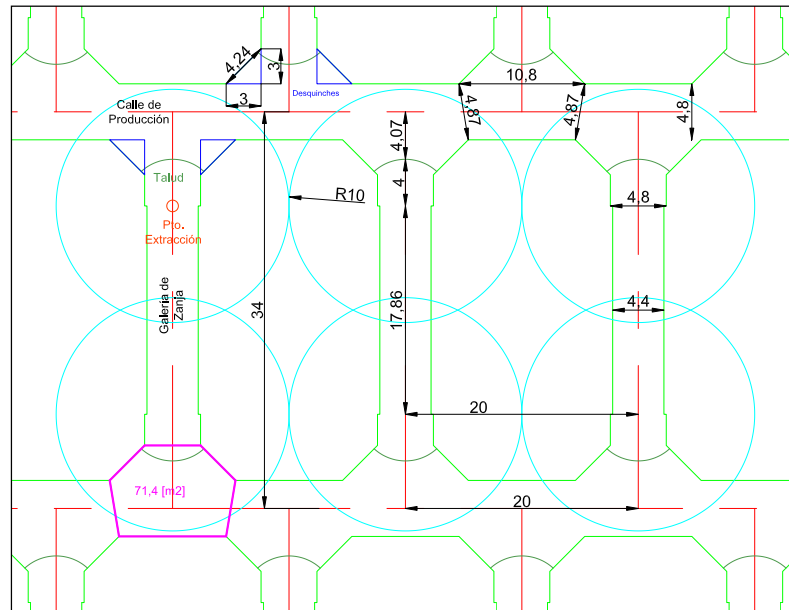 4,24
3
3
10,8
Desquinches
Calle de
Producción
4,87
4,87
4,8
4,07
4
Talud
R10
4,8
Pto.
Extracción
Galería de
Zanja
34
17,86
4,4
20
71,4 [m2]
20